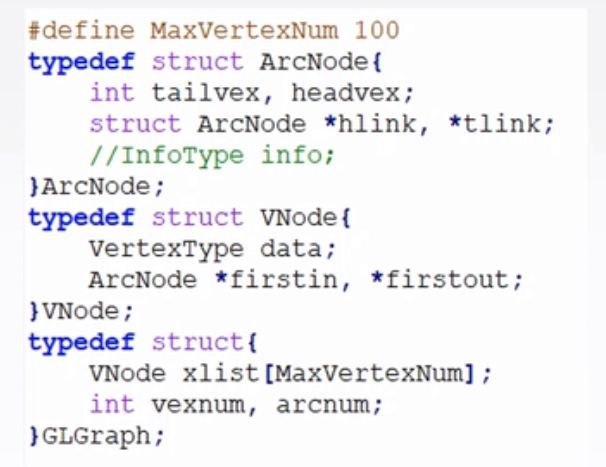 #define MaxVertexNum 100
typedef struct ArcNode{
    int tailvex, headvex;
    struct ArcNode *hlink, *tlink;
    //InfoType info;
}ArcNode;
typedef struct VNode{
    VertexType data;
    ArcNode *firstin, *firstout;
}VNode;
typedef struct{
    VNode xlist[MaxVertexNum];
    int vexnum, arcnum;
}GLGraph;